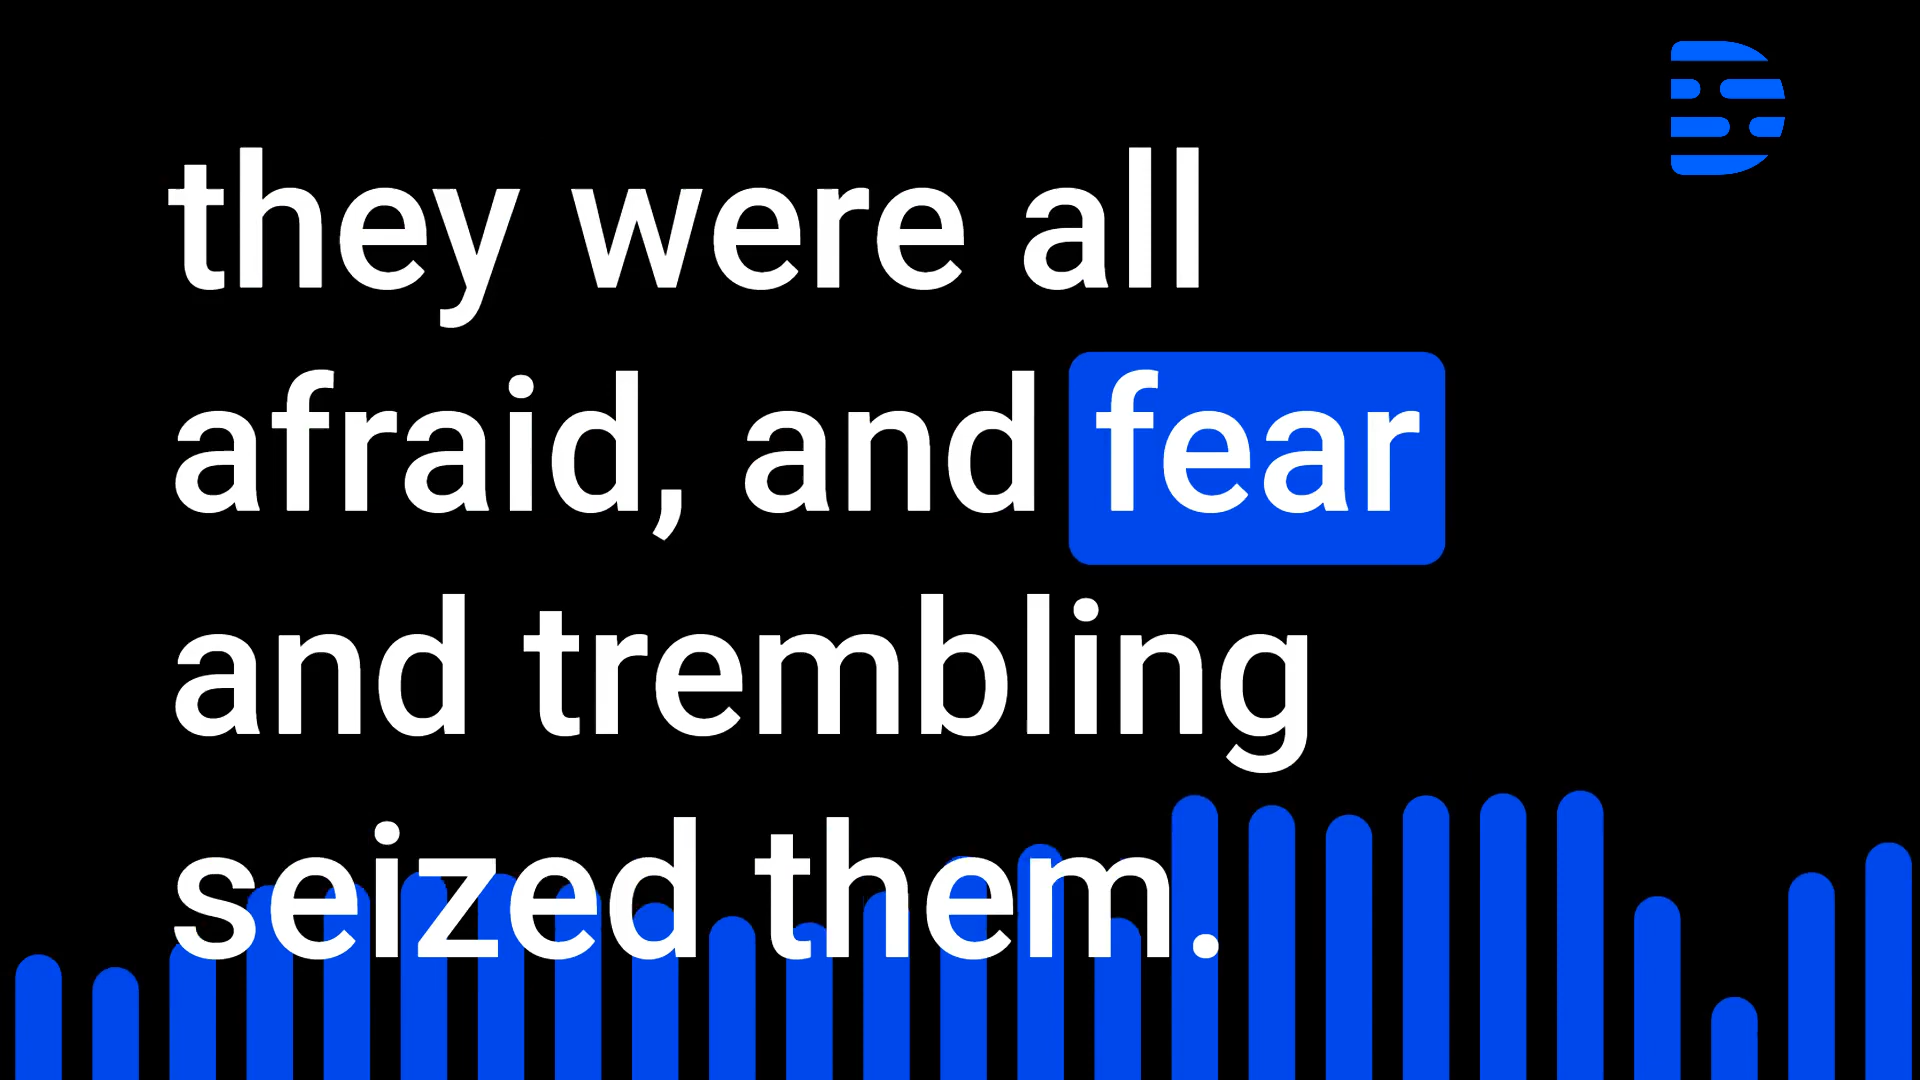 they were all
afraid, and fear
and trembling
seized them.